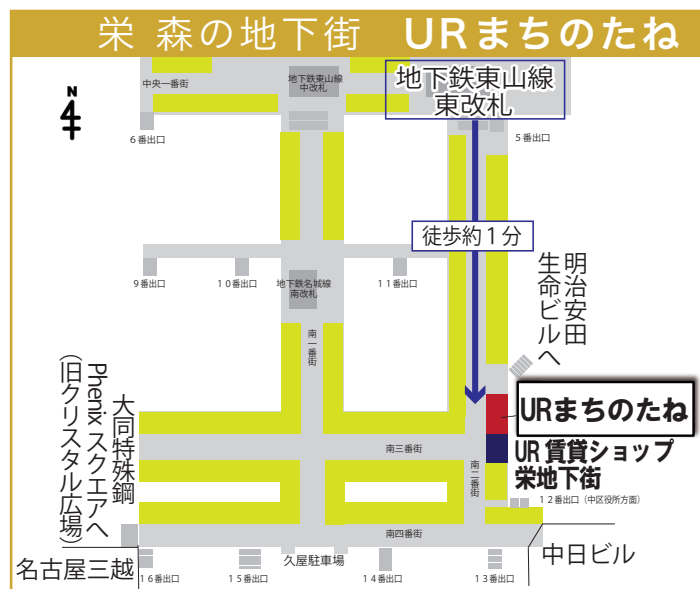 栄 森の地下街 URまちのたね
中央一番街
地下鉄東山線
中改札
地下鉄東山線
東改札
N
6番出口
5番出口
徒歩約1分
9番出口
10番出口
地下鉄名城線
南改札
11番出口
明治安田
生命ビルへ
南一番街
大同特殊鋼
Phenix スクエアへ
(旧クリスタル広場)
URまちのたね
UR 賃貸ショップ
栄地下街
南三番街
南二番街
12番出口(中区役所方面)
南四番街
名古屋三越
久屋駐車場
中日ビル
16番出口
15番出口
14番出口
13番出口